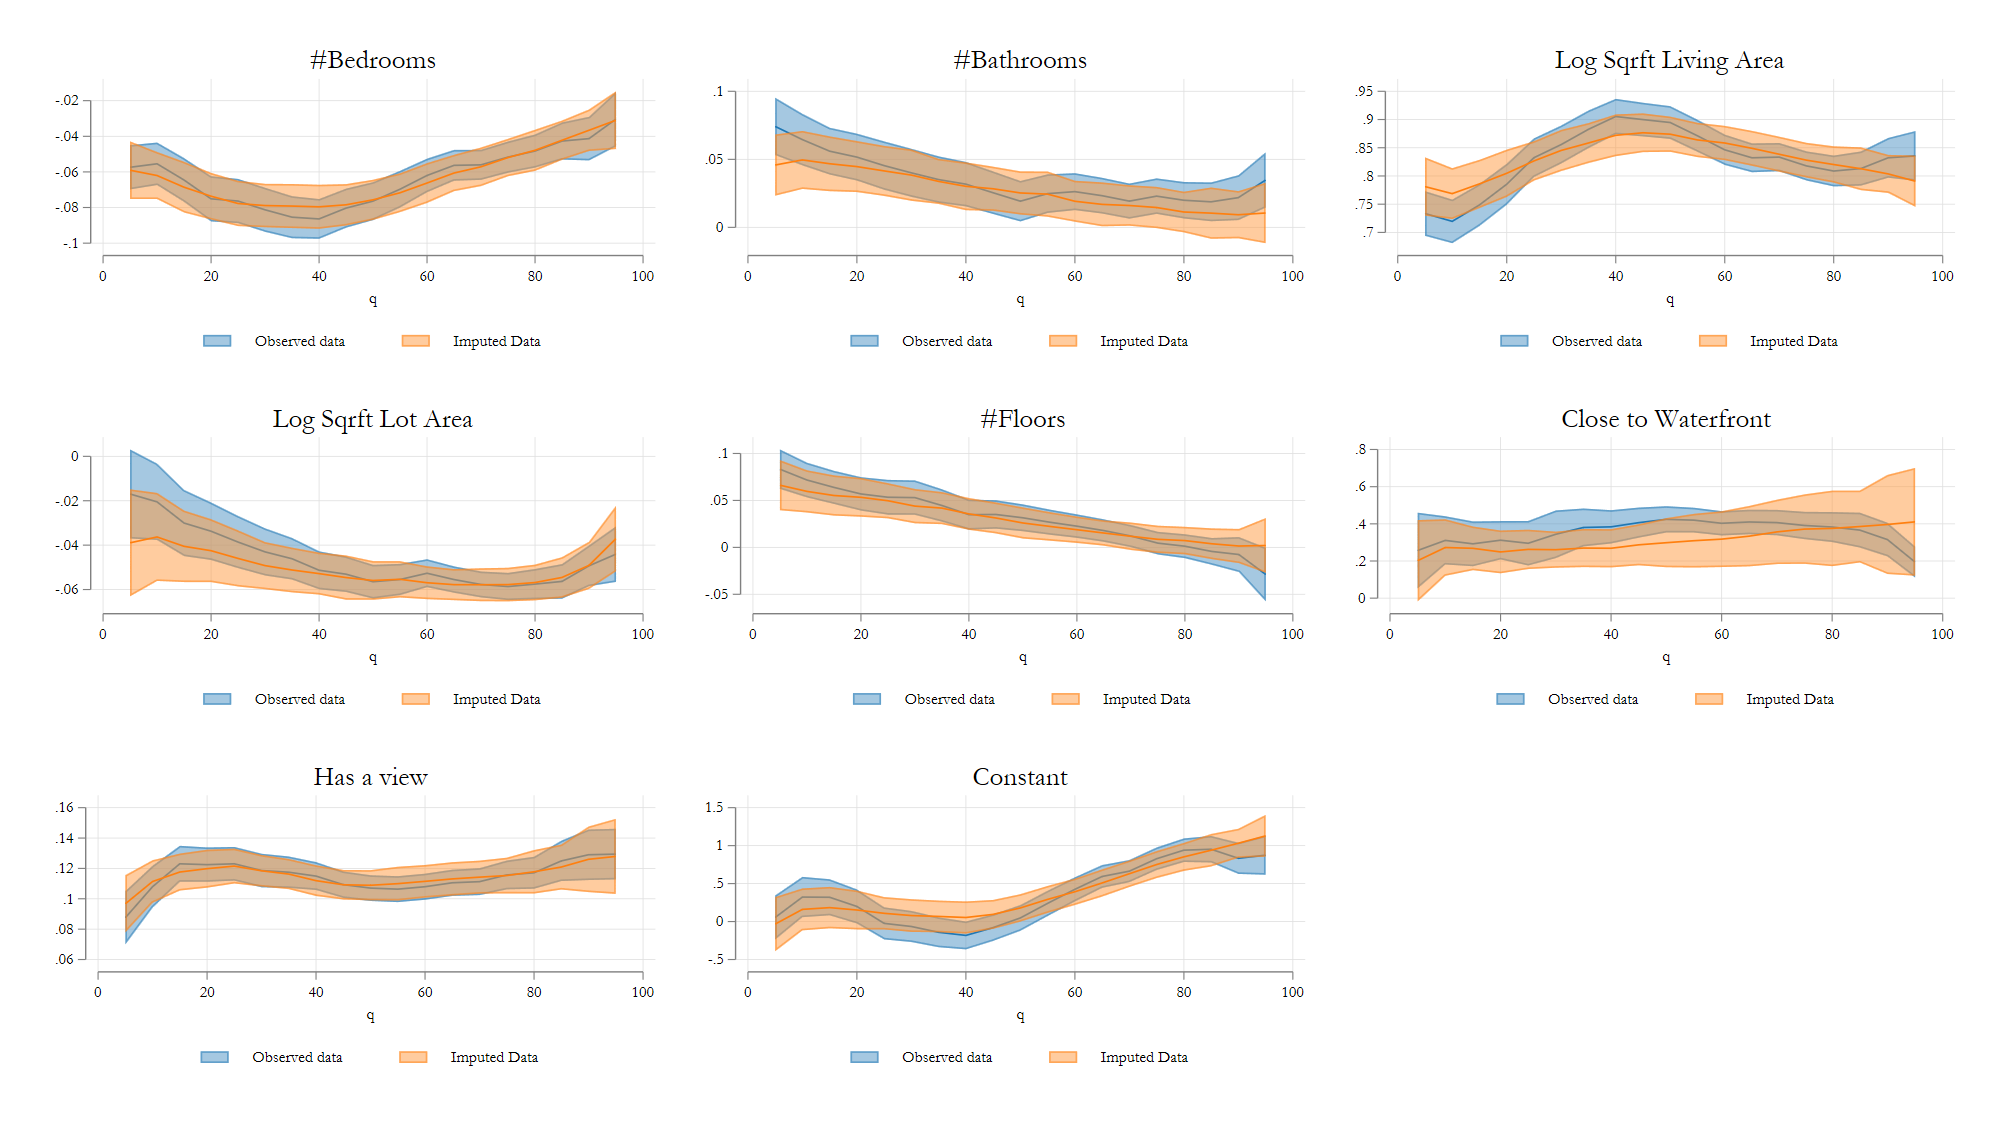 #Bedrooms
-.02
-.04
-.06
-.08
-.1
0 20 40 60 80 100
q
Observed data Imputed Data
#Bathrooms
.1
.05
0
0 20 40 60 80 100
q
Observed data Imputed Data
Log Sqrft Living Area
.95
.9
.85
.8
.75
.7
0 20 40 60 80 100
q
Observed data Imputed Data
Log Sqrft Lot Area
0
-.02
-.04
-.06
0 20 40 60 80 100
q
Observed data Imputed Data
#Floors
.1
.05
0
-.05
0 20 40 60 80 100
q
Observed data Imputed Data
Close to Waterfront
.8
.6
.4
.2
0
0 20 40 60 80 100
q
Observed data Imputed Data
Has a view
.16
.14
.12
.1
.08
.06
0 20 40 60 80 100
q
Observed data Imputed Data
Constant
1.5
1
.5
0
-.5
0 20 40 60 80 100
q
Observed data Imputed Data